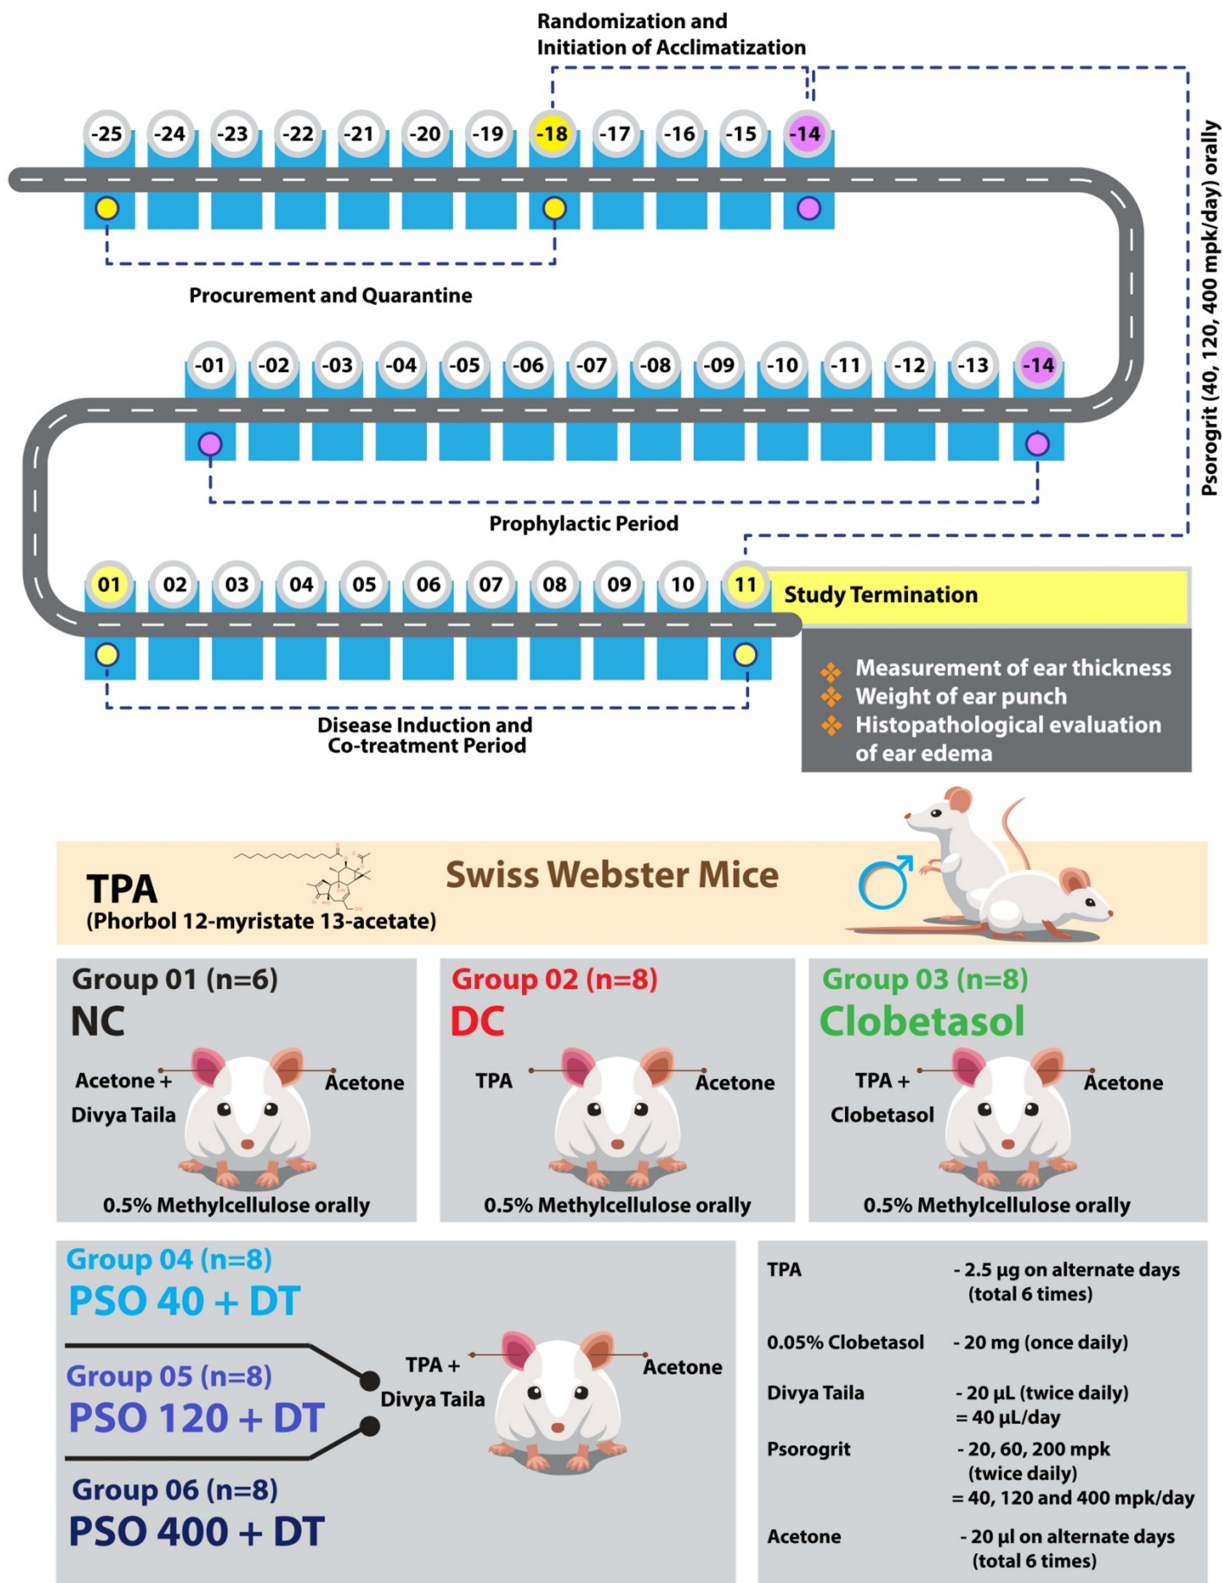 Randomization and
Initiation of Acclimatization
-25 -24 -23 -22 -21 -20 -19 -18 -17 -16 -15 -14
Procurement and Quarantine
Psorogrit (40, 120, 400 mpk/day) orally
-01 -02 -03 -04 -05 -06 -07 -08 -09 -10 -11 -12 -13 -14
Prophylactic Period
01 02 03 04 05 06 07 08 09 10 11
Study Termination
Measurement of ear thickness
Weight of ear punch
Histopathological evaluation
of ear edema
Disease Induction and
Co-treatment Period
TPA
(Phorbol 12-myristate 13-acetate)
Swiss Webster Mice
Group 01 (n=6)
NC
Acetone +
Divya Taila
Acetone
0.5% Methylcellulose orally
Group 02 (n=8)
DC
TPA
Acetone
0.5% Methylcellulose orally
Group 03 (n=8)
Clobetasol
TPA +
Clobetasol
Acetone
0.5% Methylcellulose orally
Group 04 (n=8)
PSO 40 + DT
Group 05 (n=8)
PSO 120 + DT
Group 06 (n=8)
PSO 400 + DT
TPA +
Divya Taila
Acetone
TPA - 2.5 µg on alternate days
(total 6 times)
0.05% Clobetasol - 20 mg (once daily)
Divya Taila - 20 µL (twice daily)
= 40 µL/day
Psorogrit - 20, 60, 200 mpk
(twice daily)
= 40, 120 and 400 mpk/day
Acetone - 20 µl on alternate days
(total 6 times)